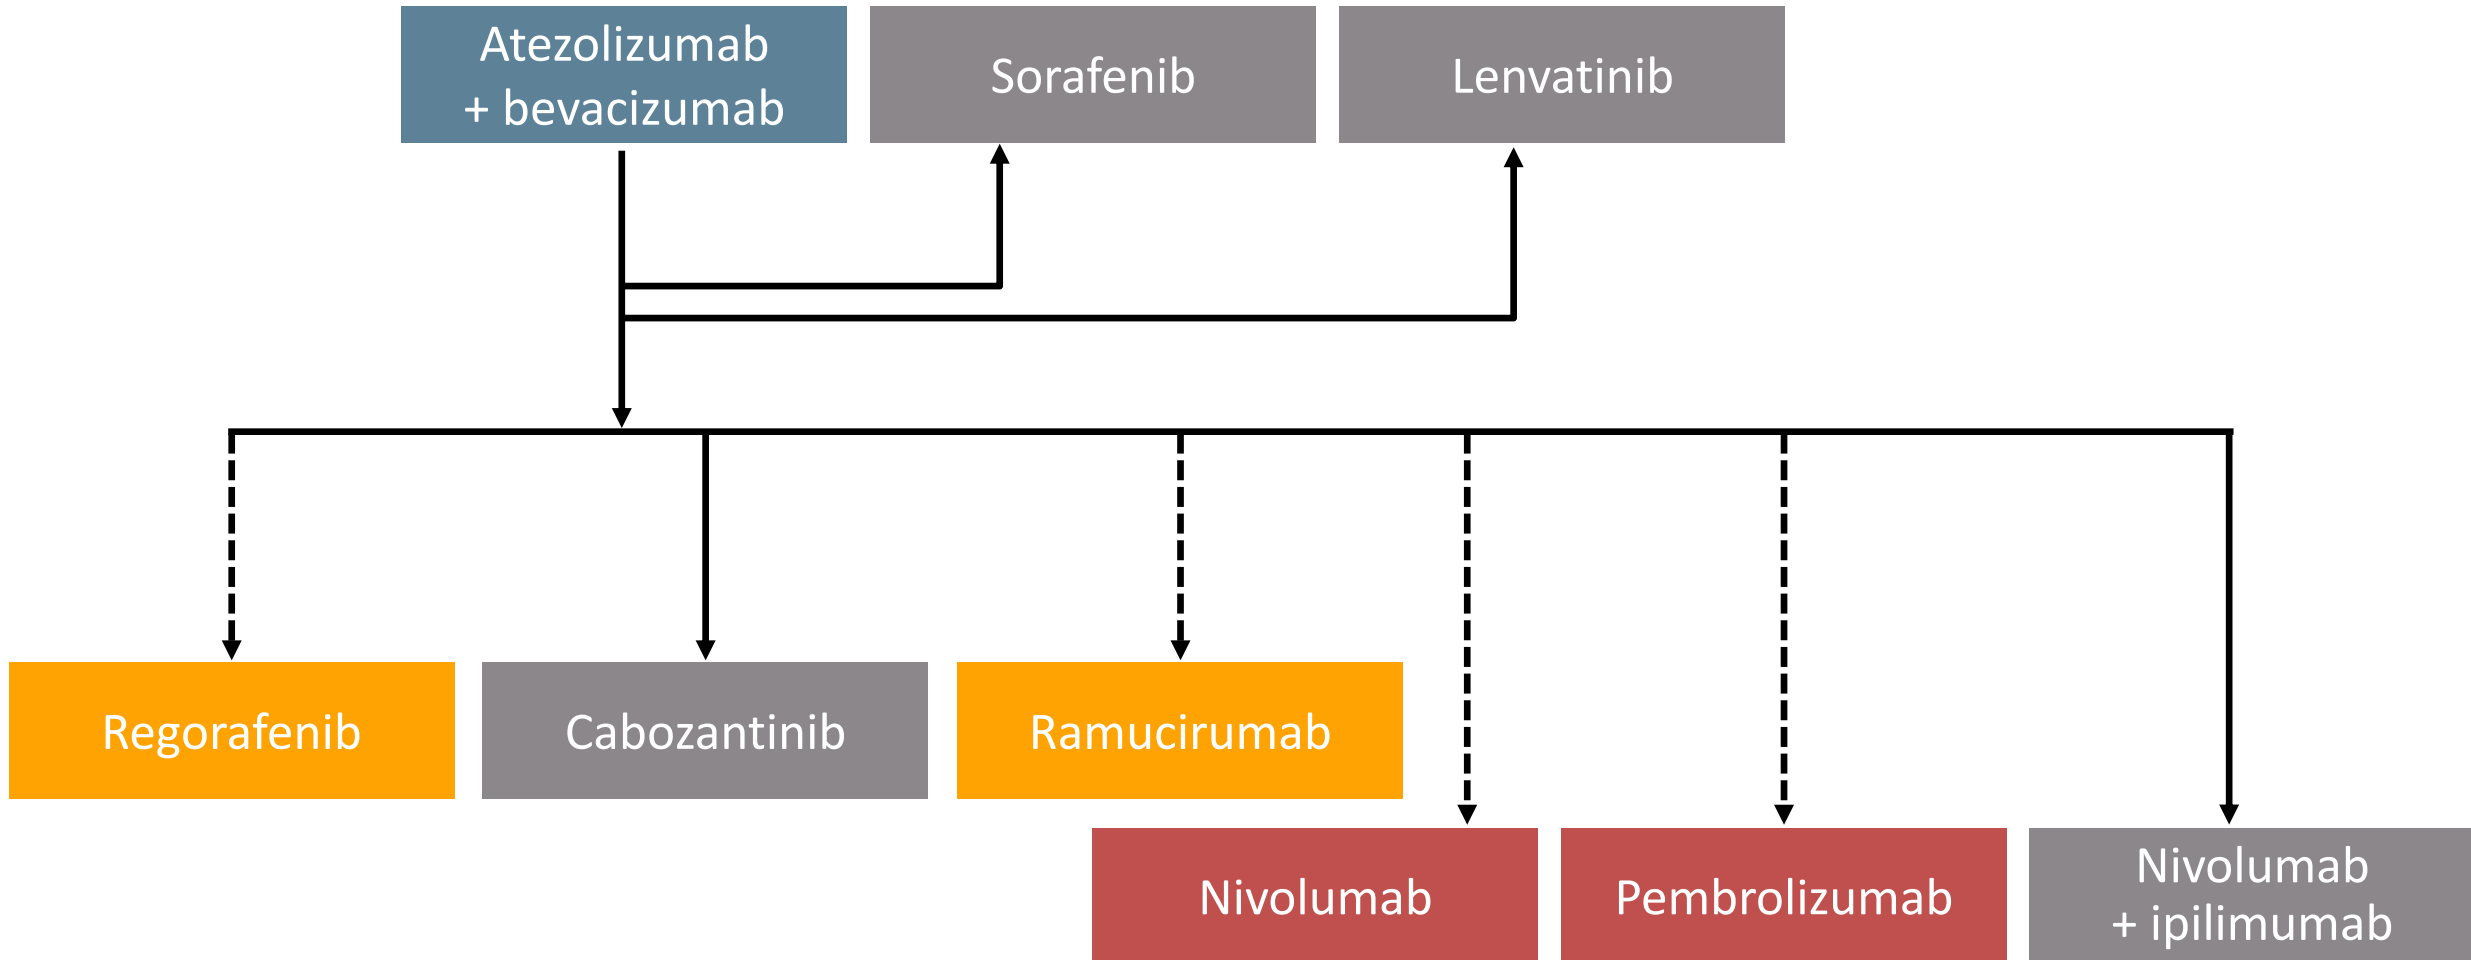 Atezolizumab
+ bevacizumab
Sorafenib
Lenvatinib
Regorafenib
Cabozantinib
Ramucirumab
Nivolumab
Pembrolizumab
Nivolumab
+ ipilimumab